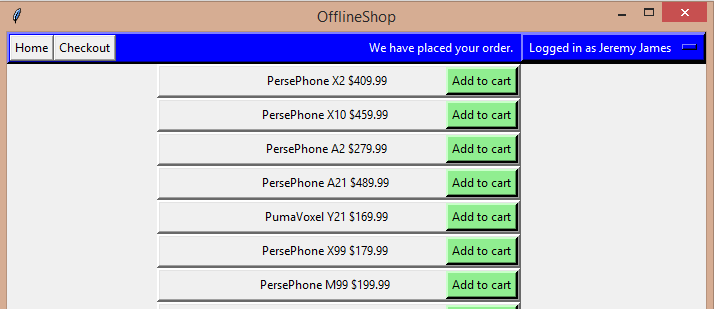 OfflineShop
Home Checkout We have placed your order. Logged in as Jeremy James
PersePhone X2 $409.99 Add to cart
PersePhone X10 $459.99 Add to cart
PersePhone A2 $279.99 Add to cart
PersePhone A21 $489.99 Add to cart
PumaVoxel Y21 $169.99 Add to cart
PersePhone X99 $179.99 Add to cart
PersePhone M99 $199.99 Add to cart